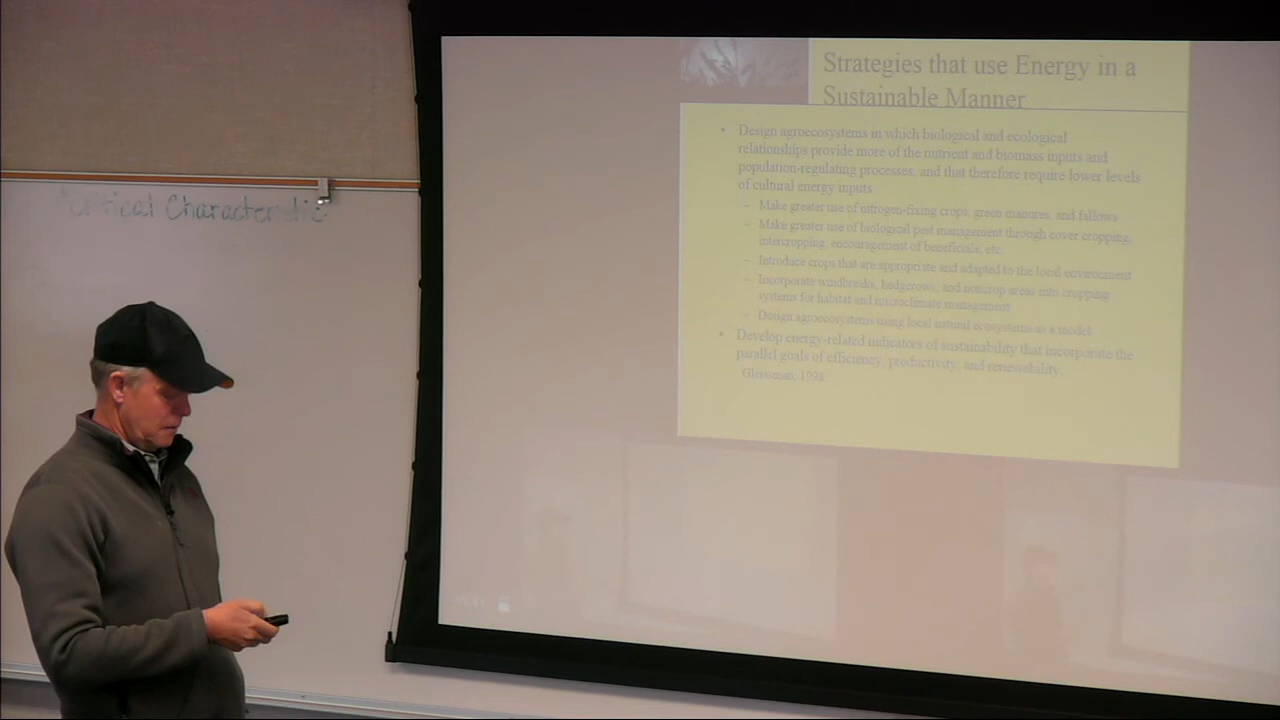 Critical Characteristic
Strategies that use Energy in a
Sustainable Manner
• Design agroecosystems in which biological and ecological
relationships provide more of the nutrient and biomass inputs and
population-regulating processes, and that therefore require lower levels
of cultural energy inputs.
– Make greater use of nitrogen-fixing crops, green manures, and fallows
– Make greater use of biological pest management through cover cropping,
intercropping, encouragement of beneficials, etc.
– Introduce crops that are appropriate and adapted to the local environment
– Incorporate windbreaks, hedgerows, and noncrop areas into cropping
systems for habitat and microclimate management
– Design agroecosystems using local natural ecosystems as a model
• Develop energy-related indicators of sustainability that incorporate the
parallel goals of efficiency, productivity, and renewability.
Gleissman, 1998